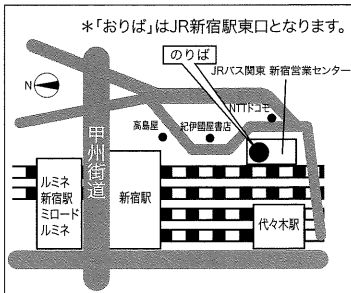 ＊「おりば」はJR新宿駅東口となります。
のりば
JRバス関東 新宿営業センター
N
NTTドコモ
高島屋
紀伊國屋書店
甲州街道
ルミネ
新宿駅
ミロード
ルミネ
新宿駅
代々木駅